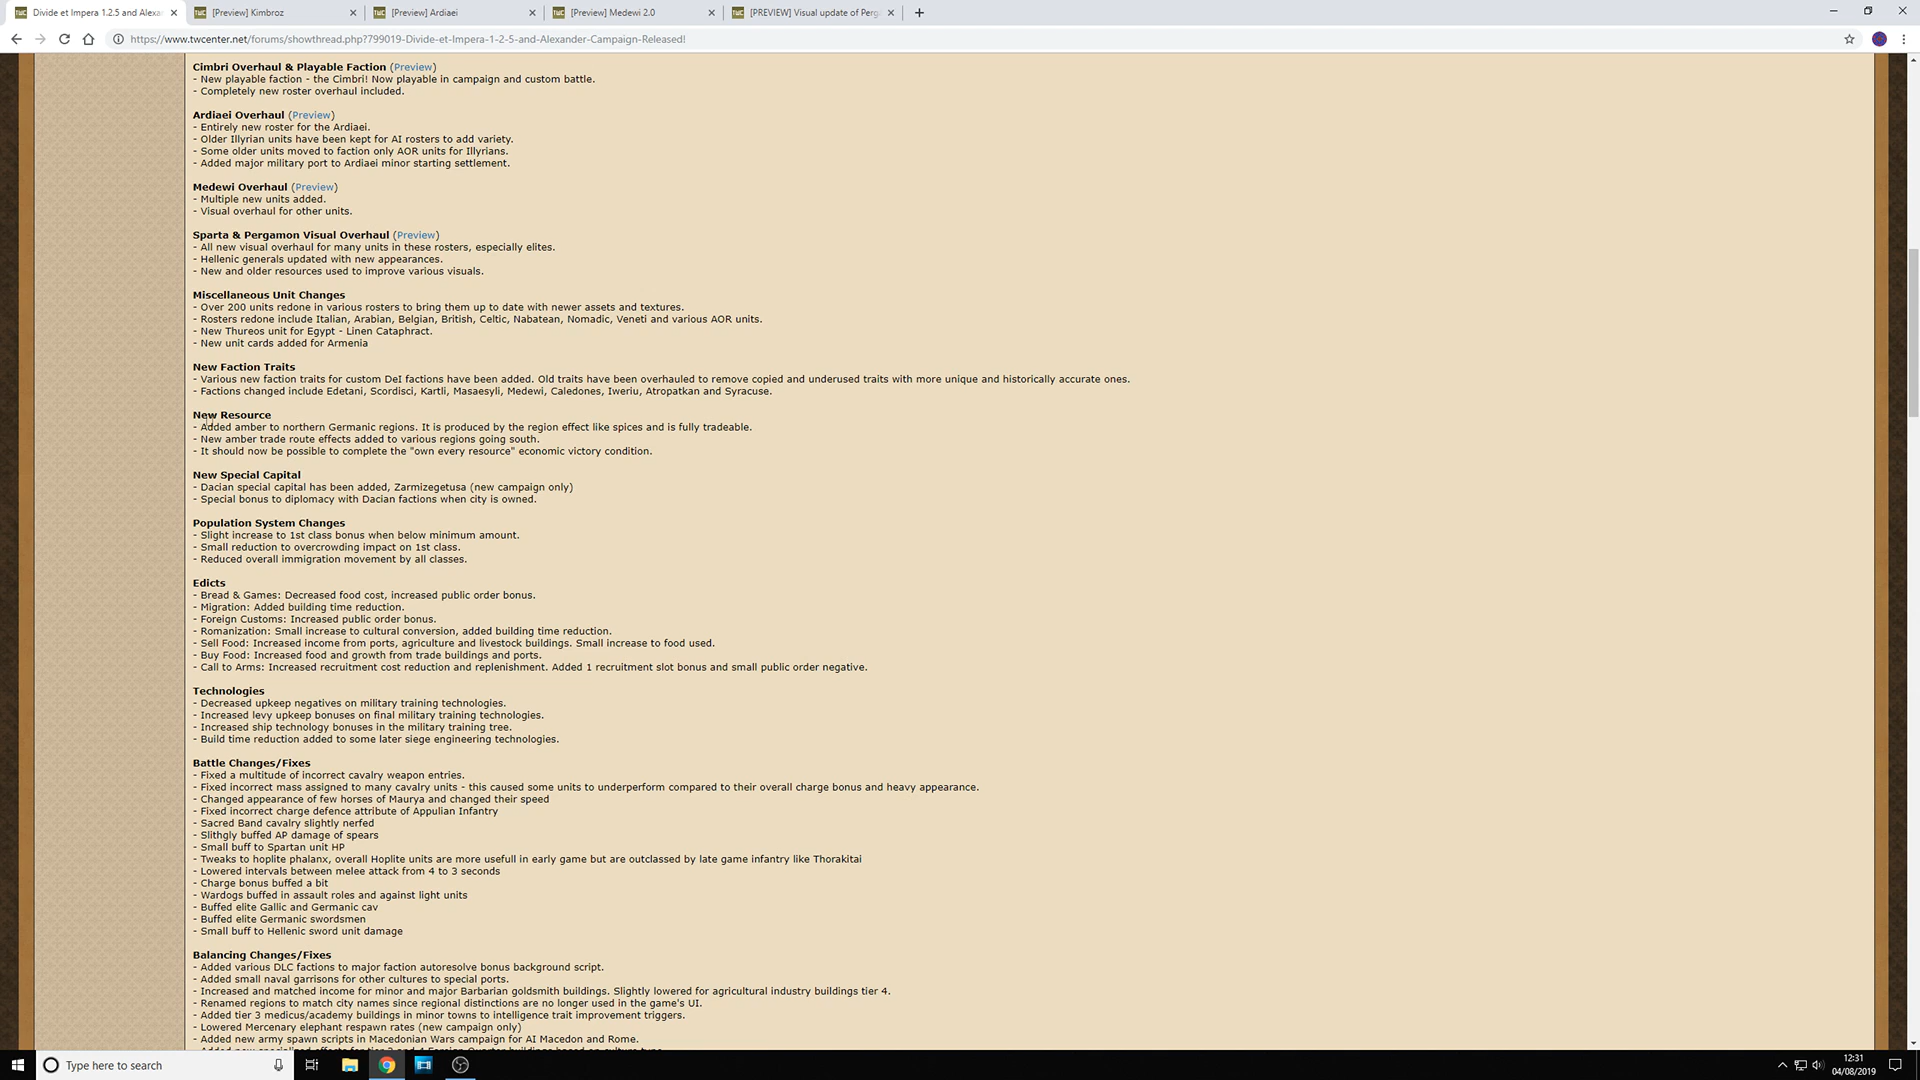 Divide et Impera 1.2.5 and Alexan
[Preview] Kimbroz
[Preview] Ardiaei
[Preview] Medewi 2.0
[PREVIEW] Visual update of Perg
https://www.twcenter.net/forums/showthread.php?799019-Divide-et-Impera-1-2-5-and-Alexander-Campaign-Released!
Cimbri Overhaul & Playable Faction (Preview)
- New playable faction - the Cimbri! Now playable in campaign and custom battle.
- Completely new roster overhaul included.
Ardiaei Overhaul (Preview)
- Entirely new roster for the Ardiaei.
- Older Illyrian units have been kept for AI rosters to add variety.
- Some older units moved to faction only AOR units for Illyrians.
- Added major military port to Ardiaei minor starting settlement.
Medewi Overhaul (Preview)
- Multiple new units added.
- Visual overhaul for other units.
Sparta & Pergamon Visual Overhaul (Preview)
- All new visual overhaul for many units in these rosters, especially elites.
- Hellenic generals updated with new appearances.
- New and older resources used to improve various visuals.
Miscellaneous Unit Changes
- Over 200 units redone in various rosters to bring them up to date with newer assets and textures.
- Rosters redone include Italian, Arabian, Belgian, British, Celtic, Nabatean, Nomadic, Veneti and various AOR units.
- New Thureos unit for Egypt - Linen Cataphract.
- New unit cards added for Armenia
New Faction Traits
- Various new faction traits for custom DeI factions have been added. Old traits have been overhauled to remove copied and underused traits with more unique and historically accurate ones.
- Factions changed include Edetani, Scordisci, Kartli, Masaesyli, Medewi, Caledones, Iweriu, Atropatkan and Syracuse.
New Resource
- Added amber to northern Germanic regions. It is produced by the region effect like spices and is fully tradeable.
- New amber trade route effects added to various regions going south.
- It should now be possible to complete the "own every resource" economic victory condition.
New Special Capital
- Dacian special capital has been added, Zarmizegetusa (new campaign only)
- Special bonus to diplomacy with Dacian factions when city is owned.
Population System Changes
- Slight increase to 1st class bonus when below minimum amount.
- Small reduction to overcrowding impact on 1st class.
- Reduced overall immigration movement by all classes.
Edicts
- Bread & Games: Decreased food cost, increased public order bonus.
- Migration: Added building time reduction.
- Foreign Customs: Increased public order bonus.
- Romanization: Small increase to cultural conversion, added building time reduction.
- Sell Food: Increased income from ports, agriculture and livestock buildings. Small increase to food used.
- Buy Food: Increased food and growth from trade buildings and ports.
- Call to Arms: Increased recruitment cost reduction and replenishment. Added 1 recruitment slot bonus and small public order negative.
Technologies
- Decreased upkeep negatives on military training technologies.
- Increased levy upkeep bonuses on final military training technologies.
- Increased ship technology bonuses in the military training tree.
- Build time reduction added to some later siege engineering technologies.
Battle Changes/Fixes
- Fixed a multitude of incorrect cavalry weapon entries.
- Fixed incorrect mass assigned to many cavalry units - this caused some units to underperform compared to their overall charge bonus and heavy appearance.
- Changed appearance of few horses of Maurya and changed their speed
- Fixed incorrect charge defence attribute of Appulian Infantry
- Sacred Band cavalry slightly nerfed
- Slithgly buffed AP damage of spears
- Small buff to Spartan unit HP
- Tweaks to hoplite phalanx, overall Hoplite units are more usefull in early game but are outclassed by late game infantry like Thorakitai
- Lowered intervals between melee attack from 4 to 3 seconds
- Charge bonus buffed a bit
- Wardogs buffed in assault roles and against light units
- Buffed elite Gallic and Germanic cav
- Buffed elite Germanic swordsmen
- Small buff to Hellenic sword unit damage
Balancing Changes/Fixes
- Added various DLC factions to major faction autoresolve bonus background script.
- Added small naval garrisons for other cultures to special ports.
- Increased and matched income for minor and major Barbarian goldsmith buildings. Slightly lowered for agricultural industry buildings tier 4.
- Renamed regions to match city names since regional distinctions are no longer used in the game's UI.
- Added tier 3 medicus/academy buildings in minor towns to intelligence trait improvement triggers.
- Lowered Mercenary elephant respawn rates (new campaign only)
- Added new army spawn scripts in Macedonian Wars campaign for AI Macedon and Rome.
Type here to search
12:31
04/08/2019